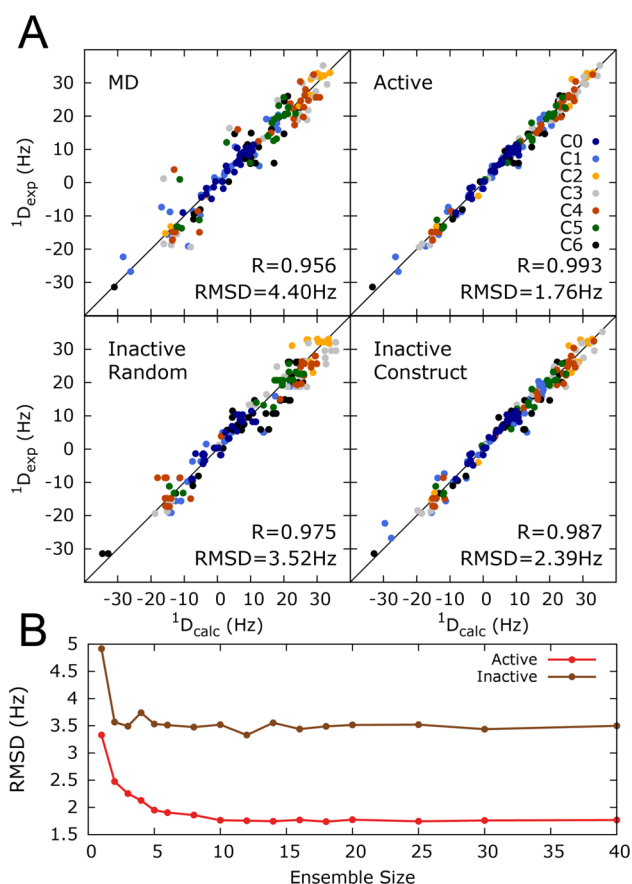 A
MD
Active
30
20
10
0
-10
-20
-30
¹D_exp (Hz)
C0
C1
C2
C3
C4
C5
C6
R=0.956
RMSD=4.40Hz
R=0.993
RMSD=1.76Hz
Inactive
Random
Inactive
Construct
30
20
10
0
-10
-20
-30
¹D_exp (Hz)
R=0.975
RMSD=3.52Hz
R=0.987
RMSD=2.39Hz
-30 -20 -10 0 10 20 30 -30 -20 -10 0 10 20 30
¹D_calc (Hz) ¹D_calc (Hz)
B
5
4.5
4
3.5
3
2.5
2
1.5
RMSD (Hz)
Active
Inactive
0 5 10 15 20 25 30 35 40
Ensemble Size